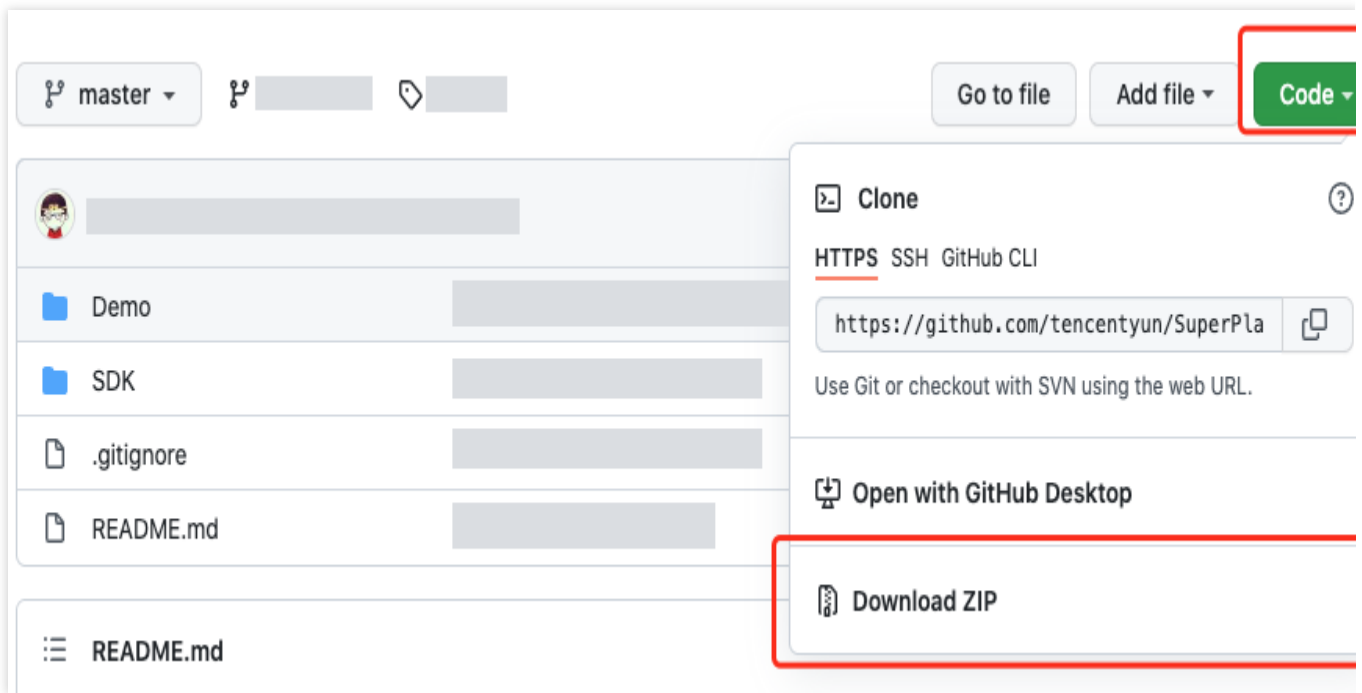 master Go to file Add file Code
Clone
HTTPS SSH GitHub CLI
Demo
https://github.com/tencentyun/SuperPla
SDK
Use Git or checkout with SVN using the web URL.
.gitignore
Open with GitHub Desktop
README.md
Download ZIP
README.md